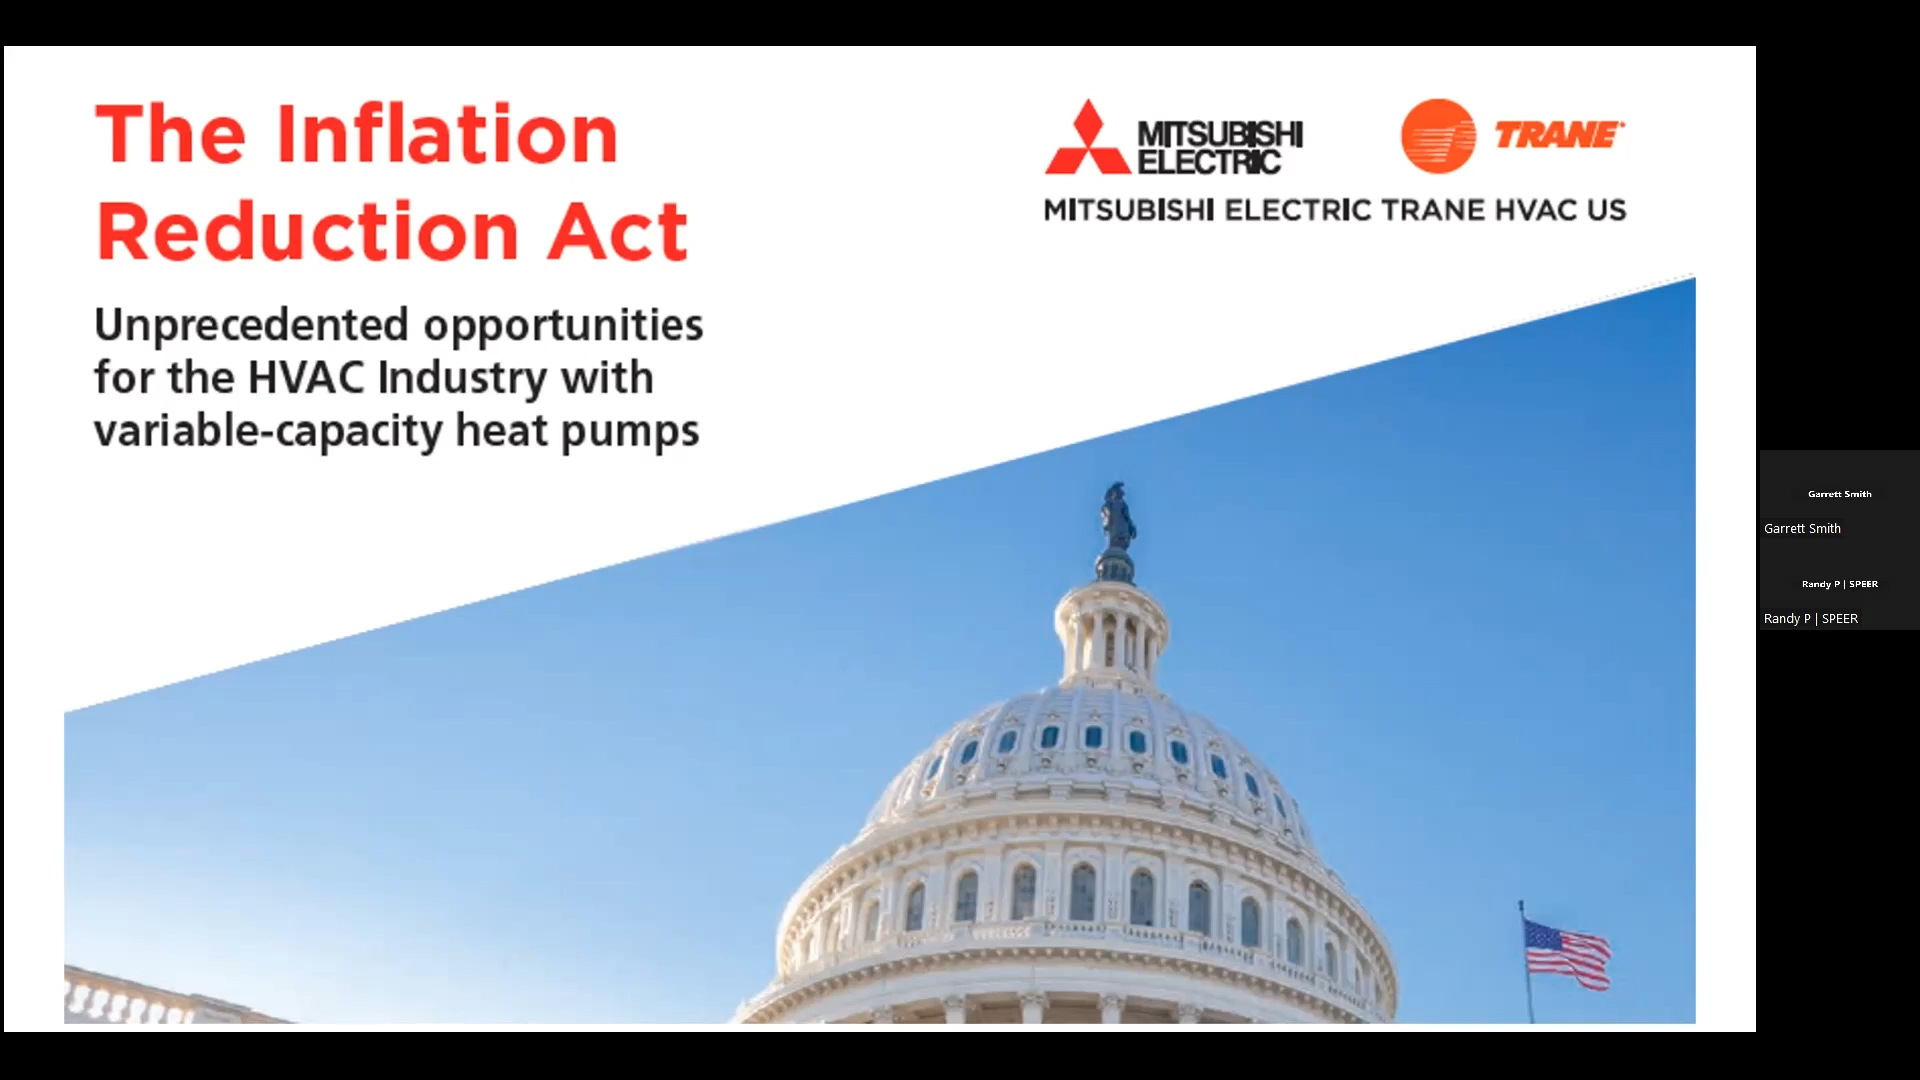 The Inflation
Reduction Act
Unprecedented opportunities
for the HVAC Industry with
variable-capacity heat pumps
MITSUBISHI
ELECTRIC
TRANE
MITSUBISHI ELECTRIC TRANE HVAC US
Garrett Smith
Garrett Smith
Randy P | SPEER
Randy P | SPEER